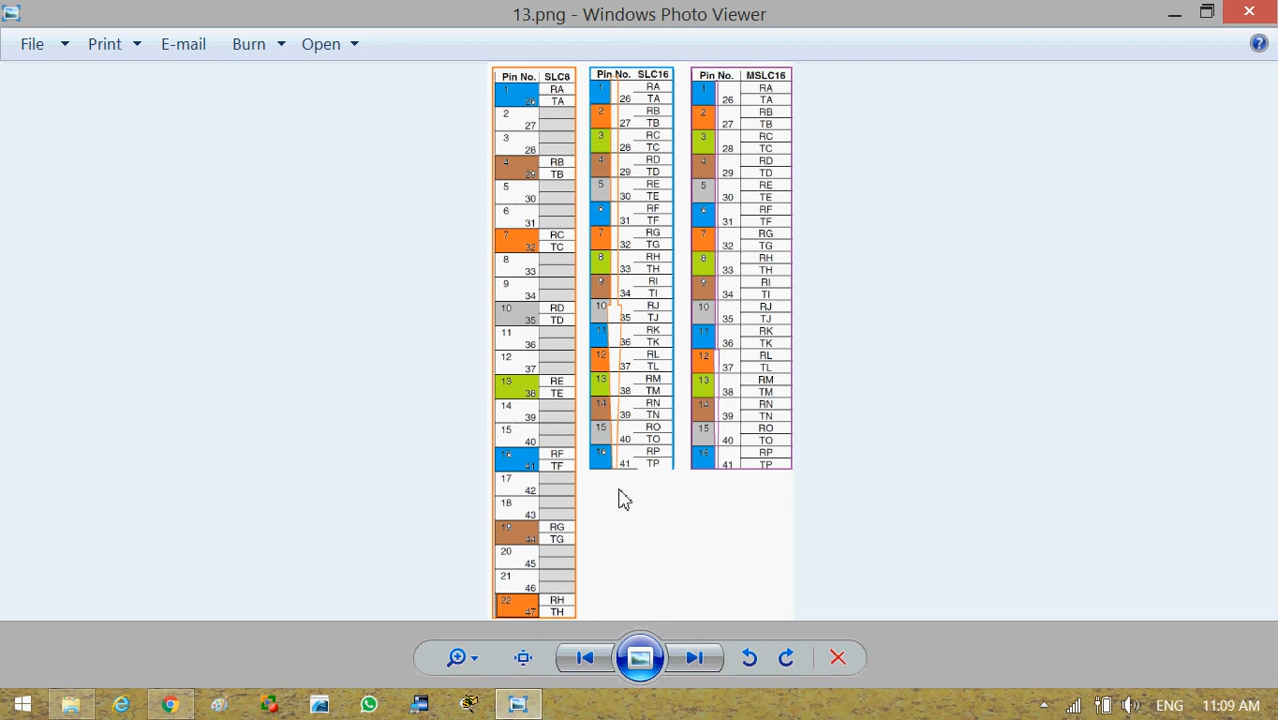 13.png - Windows Photo Viewer
File Print E-mail Burn Open
Pin No. SLC8
1 RA
26 TA
2
27
3
28
4 RB
29 TB
5
30
6
31
7 RC
32 TC
8
33
9
34
10 RD
35 TD
11
36
12
37
13 RE
38 TE
14
39
15
40
16 RF
41 TF
17
42
18
43
19 RG
44 TG
20
45
21
46
22 RH
47 TH
Pin No. SLC16
1 RA
26 TA
2 RB
27 TB
3 RC
28 TC
4 RD
29 TD
5 RE
30 TE
6 RF
31 TF
7 RG
32 TG
8 RH
33 TH
9 RI
34 TI
10 RJ
35 TJ
11 RK
36 TK
12 RL
37 TL
13 RM
38 TM
14 RN
39 TN
15 RO
40 TO
16 RP
41 TP
Pin No. MSLC16
1 RA
26 TA
2 RB
27 TB
3 RC
28 TC
4 RD
29 TD
5 RE
30 TE
6 RF
31 TF
7 RG
32 TG
8 RH
33 TH
9 RI
34 TI
10 RJ
35 TJ
11 RK
36 TK
12 RL
37 TL
13 RM
38 TM
14 RN
39 TN
15 RO
40 TO
16 RP
41 TP
ENG 11:09 AM